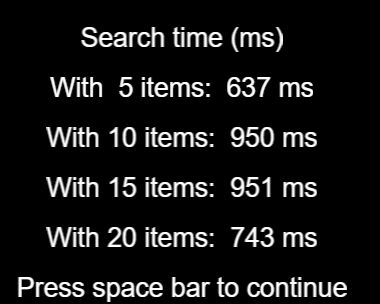 Search time (ms)
With  5 items:  637 ms
With 10 items:  950 ms
With 15 items:  951 ms
With 20 items:  743 ms
Press space bar to continue